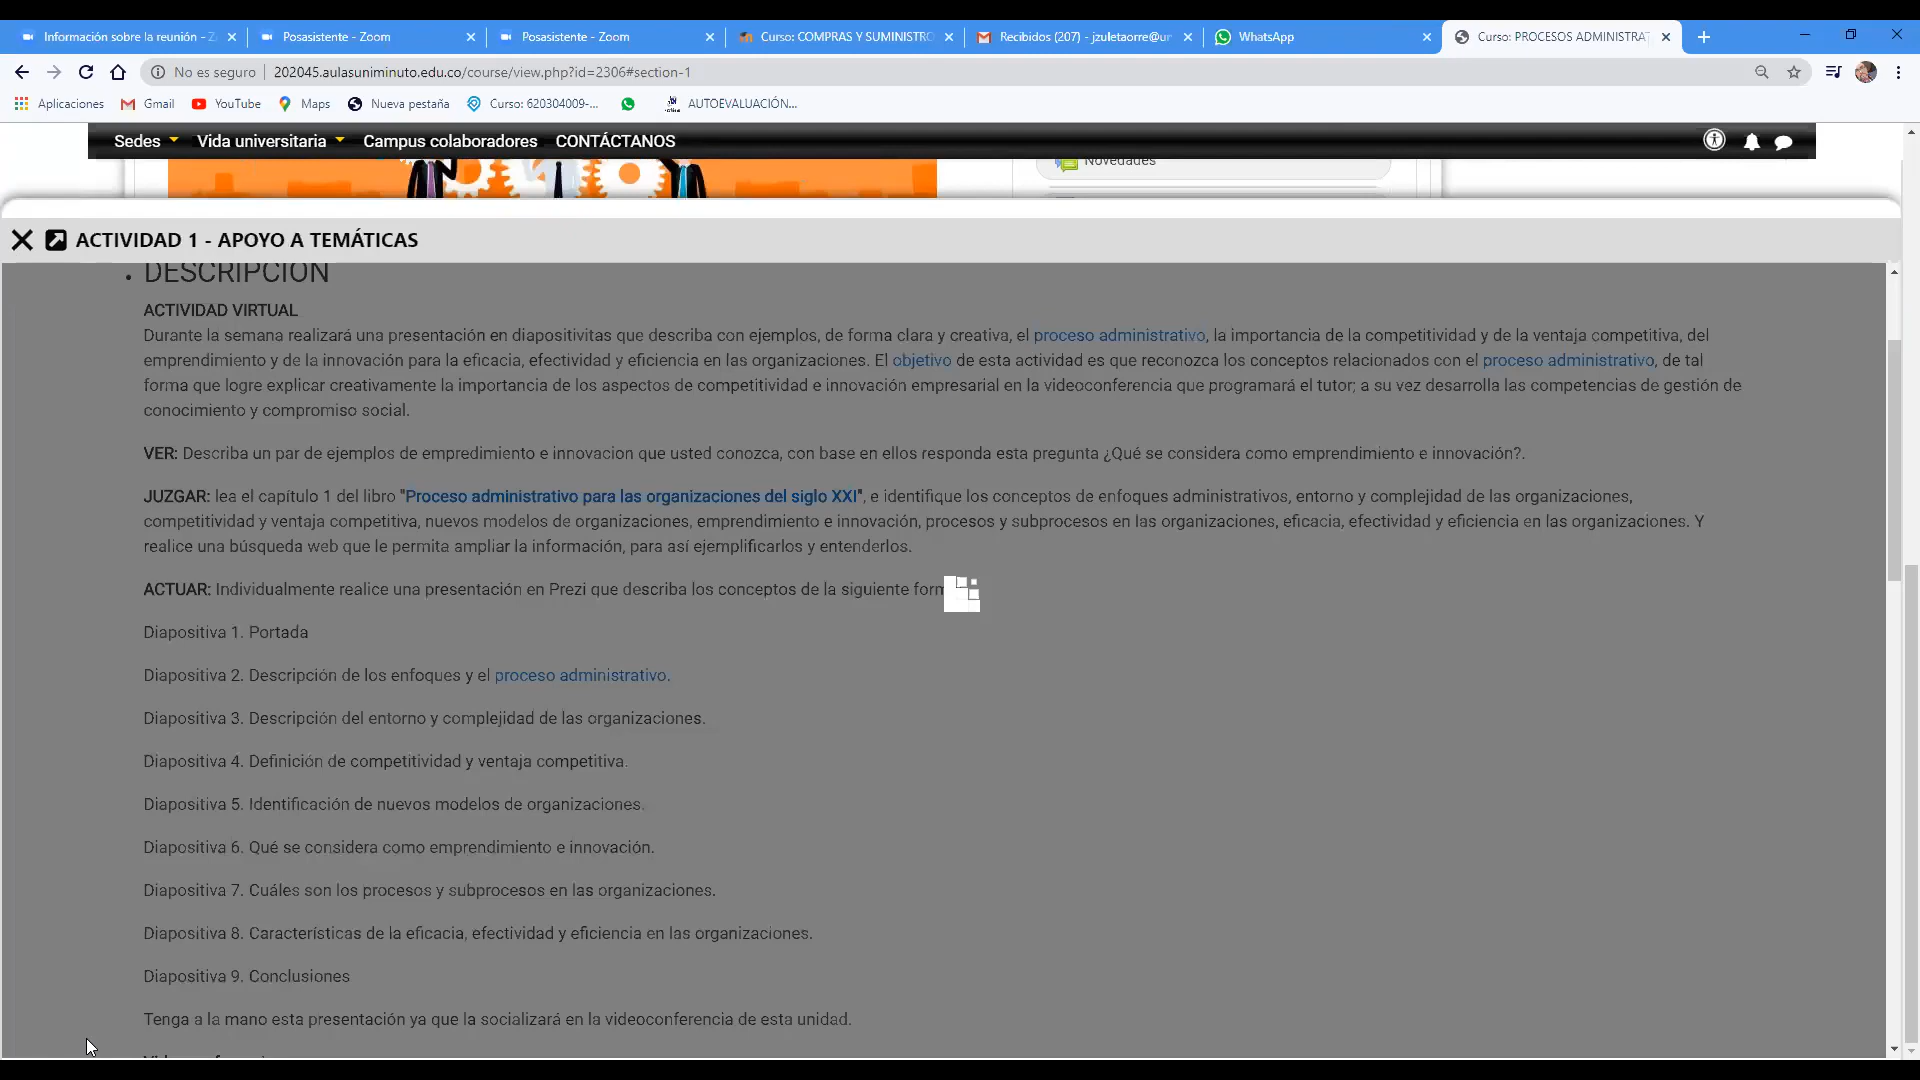 Información sobre la reunión - Z
Posasistente - Zoom
Posasistente - Zoom
Curso: COMPRAS Y SUMINISTRO
Recibidos (207) - jzuletaorre@un
WhatsApp
Curso: PROCESOS ADMINISTRAT
No es seguro
202045.aulasuniminuto.edu.co/course/view.php?id=2306#section-1
Aplicaciones
Gmail
YouTube
Maps
Nueva pestaña
Curso: 620304009-...
AUTOEVALUACIÓN...
Sedes
Vida universitaria
Campus colaboradores
CONTÁCTANOS
Novedades
ACTIVIDAD 1 - APOYO A TEMÁTICAS
DESCRIPCIÓN
ACTIVIDAD VIRTUAL
Durante la semana realizará una presentación en diapositivitas que describa con ejemplos, de forma clara y creativa, el proceso administrativo, la importancia de la competitividad y de la ventaja competitiva, del
emprendimiento y de la innovación para la eficacia, efectividad y eficiencia en las organizaciones. El objetivo de esta actividad es que reconozca los conceptos relacionados con el proceso administrativo, de tal
forma que logre explicar creativamente la importancia de los aspectos de competitividad e innovación empresarial en la videoconferencia que programará el tutor; a su vez desarrolla las competencias de gestión de
conocimiento y compromiso social.
VER: Describa un par de ejemplos de empredimiento e innovacion que usted conozca, con base en ellos responda esta pregunta ¿Qué se considera como emprendimiento e innovación?.
JUZGAR: lea el capítulo 1 del libro "Proceso administrativo para las organizaciones del siglo XXI", e identifique los conceptos de enfoques administrativos, entorno y complejidad de las organizaciones,
competitividad y ventaja competitiva, nuevos modelos de organizaciones, emprendimiento e innovación, procesos y subprocesos en las organizaciones, eficacia, efectividad y eficiencia en las organizaciones. Y
realice una búsqueda web que le permita ampliar la información, para así ejemplificarlos y entenderlos.
ACTUAR: Individualmente realice una presentación en Prezi que describa los conceptos de la siguiente form
Diapositiva 1. Portada
Diapositiva 2. Descripción de los enfoques y el proceso administrativo.
Diapositiva 3. Descripción del entorno y complejidad de las organizaciones.
Diapositiva 4. Definición de competitividad y ventaja competitiva.
Diapositiva 5. Identificación de nuevos modelos de organizaciones.
Diapositiva 6. Qué se considera como emprendimiento e innovación.
Diapositiva 7. Cuáles son los procesos y subprocesos en las organizaciones.
Diapositiva 8. Características de la eficacia, efectividad y eficiencia en las organizaciones.
Diapositiva 9. Conclusiones
Tenga a la mano esta presentación ya que la socializará en la videoconferencia de esta unidad.